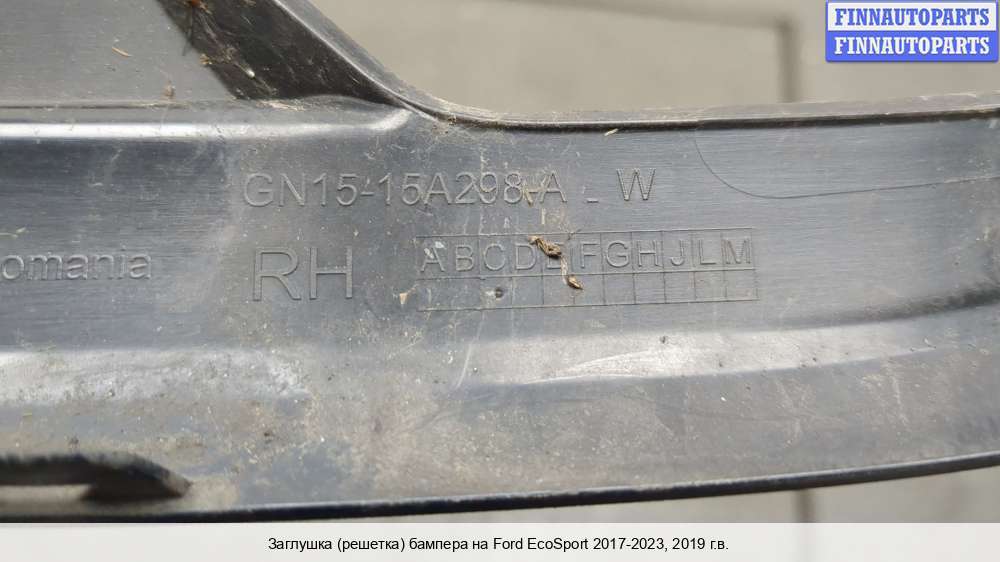 FINNAUTOPARTS
FINNAUTOPARTS
GN15-15A298-A _ W
omania
RH
ABCDEFGHJLM
Заглушка (решетка) бампера на Ford EcoSport 2017-2023, 2019 г.в.